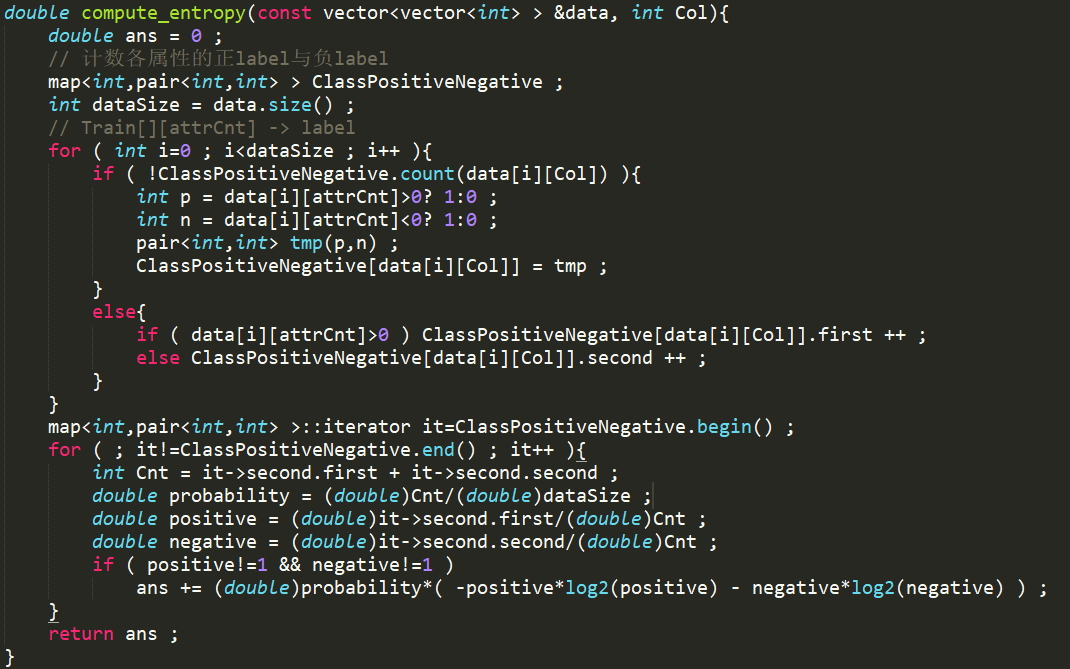 double compute_entropy(const vector<vector<int> > &data, int Col){
double ans = 0 ;
// 计数各属性的正label与负label
map<int,pair<int,int> > ClassPositiveNegative ;
int dataSize = data.size() ;
// Train[][attrCnt] -> label
for ( int i=0 ; i<dataSize ; i++ ){
if ( !ClassPositiveNegative.count(data[i][Col]) ){
int p = data[i][attrCnt]>0? 1:0 ;
int n = data[i][attrCnt]<0? 1:0 ;
pair<int,int> tmp(p,n) ;
ClassPositiveNegative[data[i][Col]] = tmp ;
}
else{
if ( data[i][attrCnt]>0 ) ClassPositiveNegative[data[i][Col]].first ++ ;
else ClassPositiveNegative[data[i][Col]].second ++ ;
}
}
map<int,pair<int,int> >::iterator it=ClassPositiveNegative.begin() ;
for ( ; it!=ClassPositiveNegative.end() ; it++ ){
int Cnt = it->second.first + it->second.second ;
double probability = (double)Cnt/(double)dataSize ;
double positive = (double)it->second.first/(double)Cnt ;
double negative = (double)it->second.second/(double)Cnt ;
if ( positive!=1 && negative!=1 )
ans += (double)probability*( -positive*log2(positive) - negative*log2(negative) ) ;
}
return ans ;
}